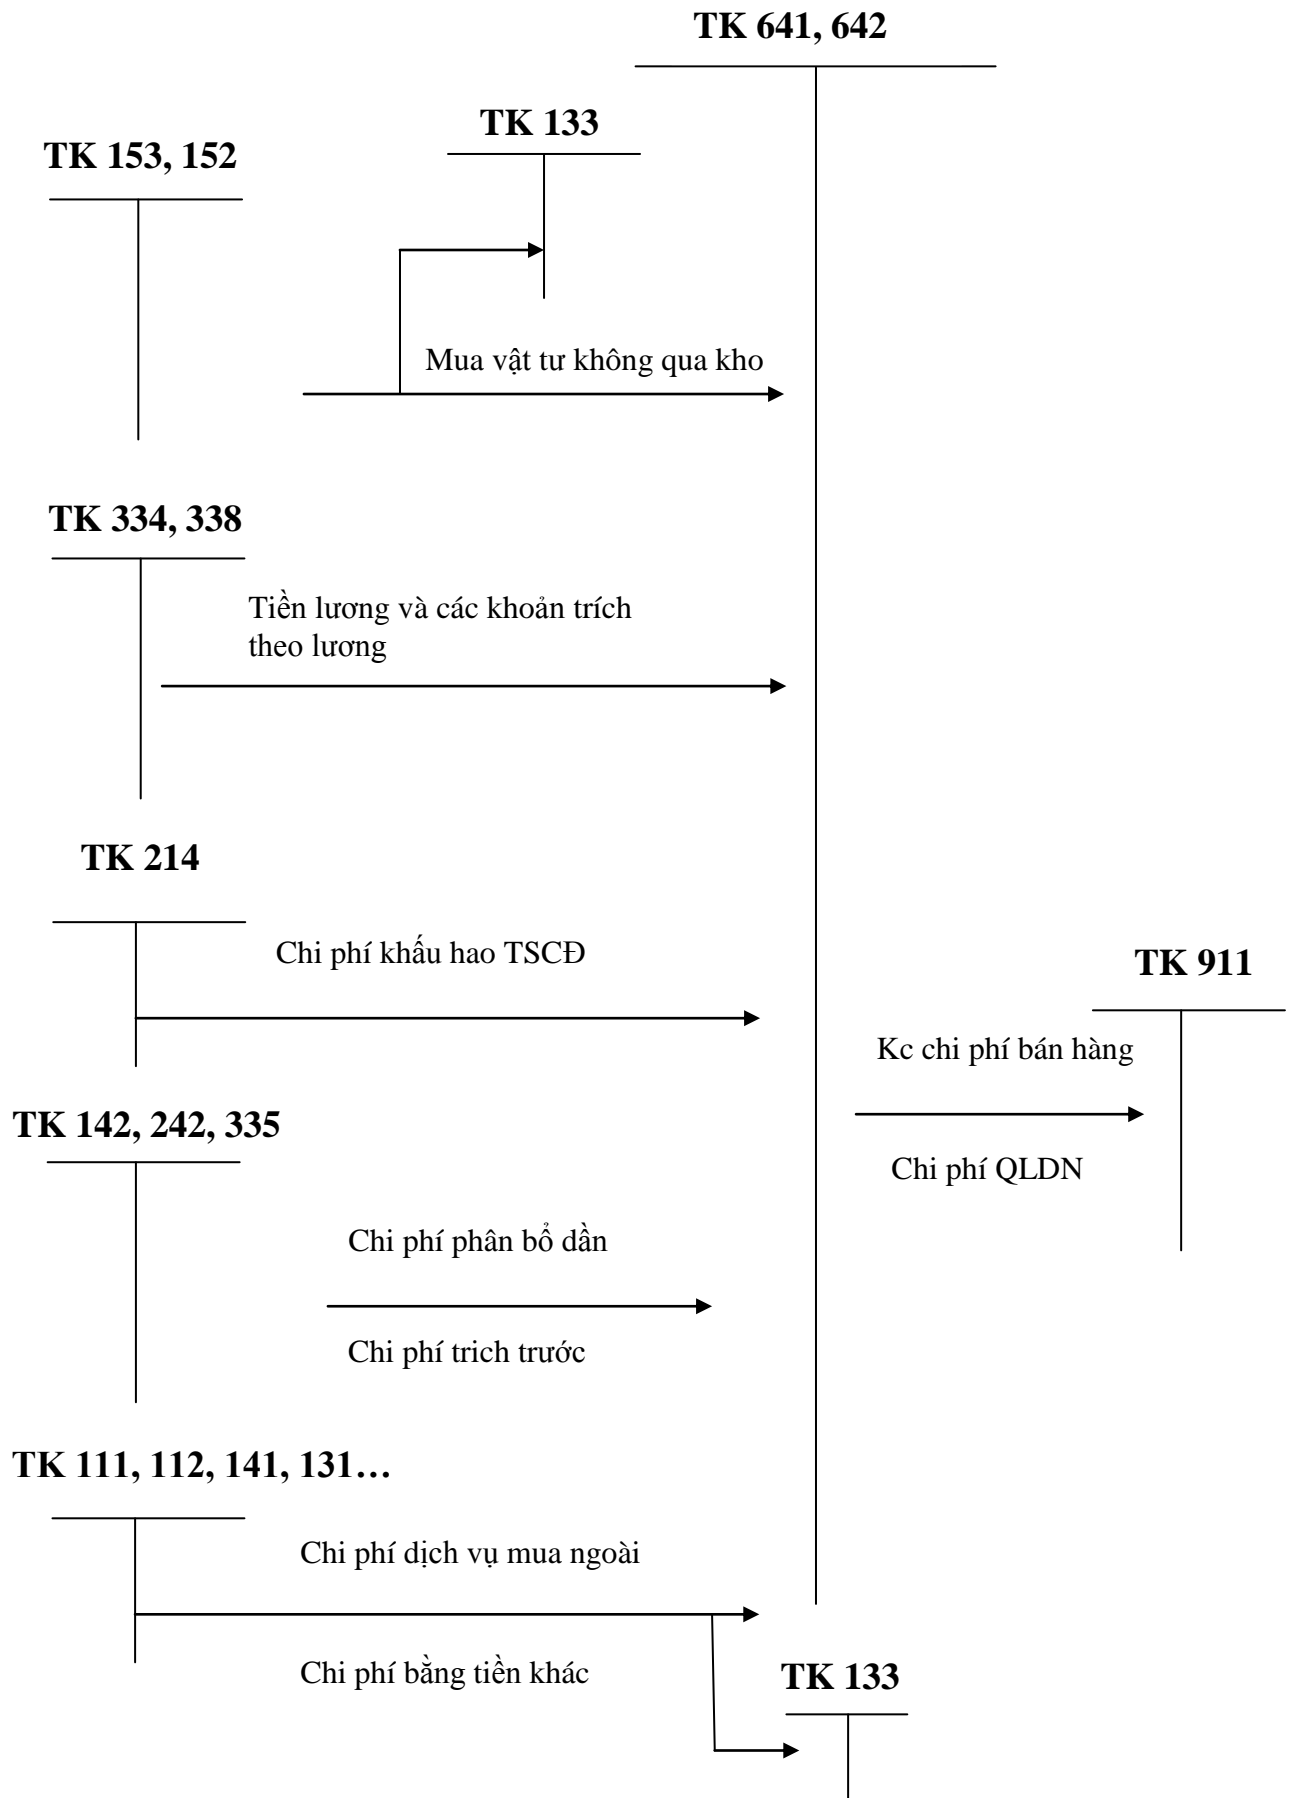 TK 641, 642
TK 133
TK 153, 152
Mua vật tư không qua kho
TK 334, 338
Tiền lương và các khoản trích
theo lương
TK 214
Chi phí khấu hao TSCĐ
TK 911
Kc chi phí bán hàng
TK 142, 242, 335
Chi phí QLDN
Chi phí phân bổ dần
Chi phí trich trước
TK 111, 112, 141, 131…
Chi phí dịch vụ mua ngoài
Chi phí bằng tiền khác
TK 133